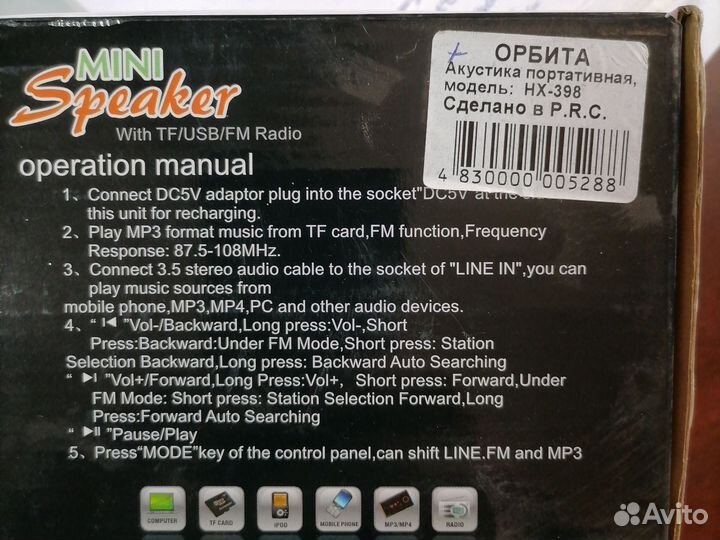 MINI
Speaker
With TF/USB/FM Radio
operation manual
ОРБИТА
Акустика портативная,
модель: HX-398
Сделано в P.R.C.
4 830000 005288
1、Connect DC5V adaptor plug into the socket"DC5V at the
this unit for recharging.
2、Play MP3 format music from TF card,FM function,Frequency
Response: 87.5-108MHz.
3、Connect 3.5 stereo audio cable to the socket of "LINE IN",you can
play music sources from
mobile phone,MP3,MP4,PC and other audio devices.
4、“ I◀ ”Vol-/Backward,Long press:Vol-,Short
Press:Backward:Under FM Mode,Short press: Station
Selection Backward,Long press: Backward Auto Searching
“ ▶I ”Vol+/Forward,Long Press:Vol+, Short press: Forward,Under
FM Mode: Short press: Station Selection Forward,Long
Press:Forward Auto Searching
“ ▶II ”Pause/Play
5、Press“MODE”key of the control panel,can shift LINE.FM and MP3
COMPUTER TF CARD IPOD MOBILE PHONE MP3/MP4 RADIO
Avito